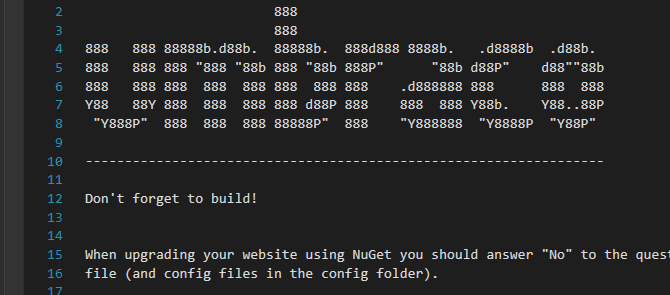 2                           888
3                           888
4   888   888 88888b.d88b.  88888b.  888d888 8888b.   .d8888b  .d88b.
5   888   888 888 "888 "88b 888 "88b 888P"      "88b d88P"    d88""88b
6   888   888 888  888  888 888  888 888    .d888888 888      888  888
7   Y88   88Y 888  888  888 888 d88P 888    888  888 Y88b.    Y88..88P
8    "Y888P"  888  888  888 88888P"  888    "Y888888  "Y8888P  "Y88P"
9
10  ------------------------------------------------------------------
11
12  Don't forget to build!
13
14
15  When upgrading your website using NuGet you should answer "No" to the quest
16  file (and config files in the config folder).
17